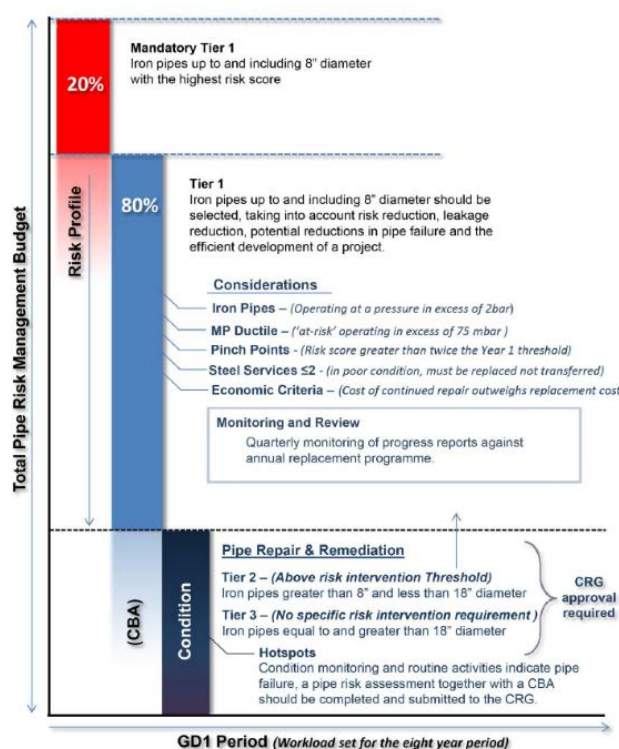 Total Pipe Risk Management Budget
20%
Mandatory Tier 1
Iron pipes up to and including 8" diameter
with the highest risk score
Risk Profile
80%
Tier 1
Iron pipes up to and including 8" diameter should be
selected, taking into account risk reduction, leakage
reduction, potential reductions in pipe failure and the
efficient development of a project.
Considerations
Iron Pipes – (Operating at a pressure in excess of 2bar)
MP Ductile – ('at-risk' operating in excess of 75 mbar )
Pinch Points - (Risk score greater than twice the Year 1 threshold)
Steel Services ≤2 - (in poor condition, must be replaced not transferred)
Economic Criteria – (Cost of continued repair outweighs replacement cost
Monitoring and Review
Quarterly monitoring of progress reports against
annual replacement programme.
(CBA)
Condition
Pipe Repair & Remediation
Tier 2 – (Above risk intervention Threshold)
Iron pipes greater than 8" and less than 18" diameter
Tier 3 – (No specific risk intervention requirement )
Iron pipes equal to and greater than 18" diameter
Hotspots
Condition monitoring and routine activities indicate pipe
failure, a pipe risk assessment together with a CBA
should be completed and submitted to the CRG.
CRG
approval
required
GD1 Period (Workload set for the eight year period)